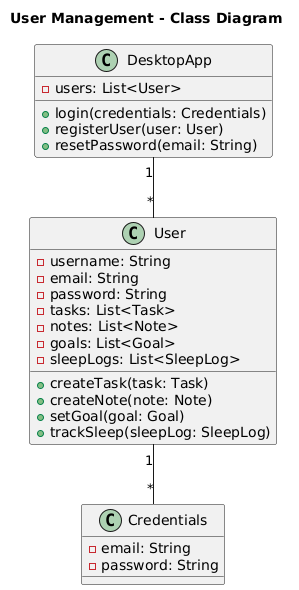 User Management - Class Diagram
C DesktopApp
users: List<User>
login(credentials: Credentials)
registerUser(user: User)
resetPassword(email: String)
1
*
C User
username: String
email: String
password: String
tasks: List<Task>
notes: List<Note>
goals: List<Goal>
sleepLogs: List<SleepLog>
createTask(task: Task)
createNote(note: Note)
setGoal(goal: Goal)
trackSleep(sleepLog: SleepLog)
1
*
C Credentials
email: String
password: String